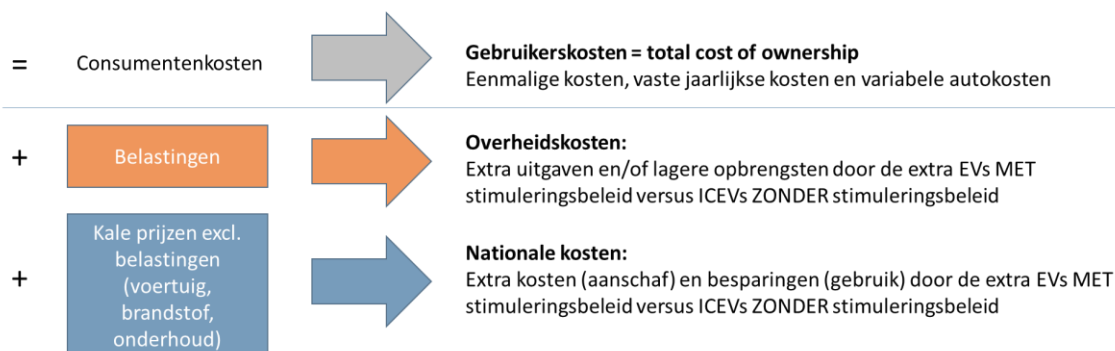 = Consumentenkosten
Gebruikerskosten = total cost of ownership
Eenmalige kosten, vaste jaarlijkse kosten en variabele autokosten
+ Belastingen
Overheidskosten:
Extra uitgaven en/of lagere opbrengsten door de extra EVs MET
stimuleringsbeleid versus ICEVs ZONDER stimuleringsbeleid
+
Kale prijzen excl.
belastingen
(voertuig,
brandstof,
onderhoud)
Nationale kosten:
Extra kosten (aanschaf) en besparingen (gebruik) door de extra EVs MET
stimuleringsbeleid versus ICEVs ZONDER stimuleringsbeleid